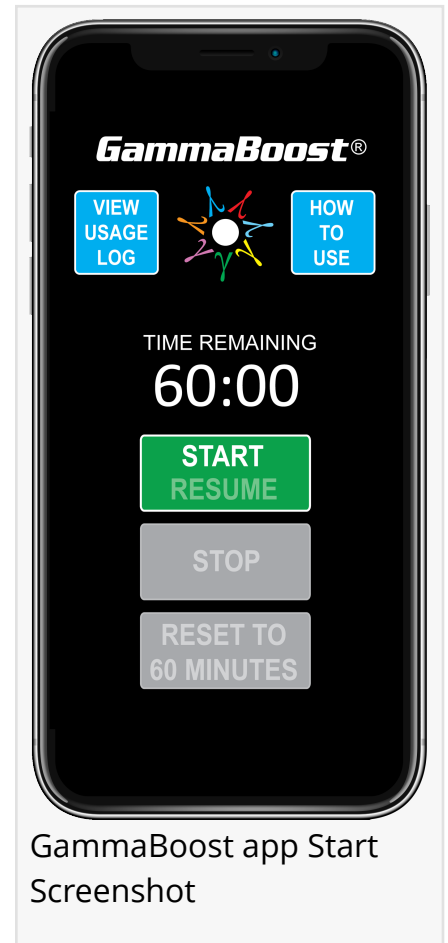 GammaBoost®
VIEW
USAGE
LOG
HOW
TO
USE
TIME REMAINING
60:00
START
RESUME
STOP
RESET TO
60 MINUTES
GammaBoost app Start
Screenshot